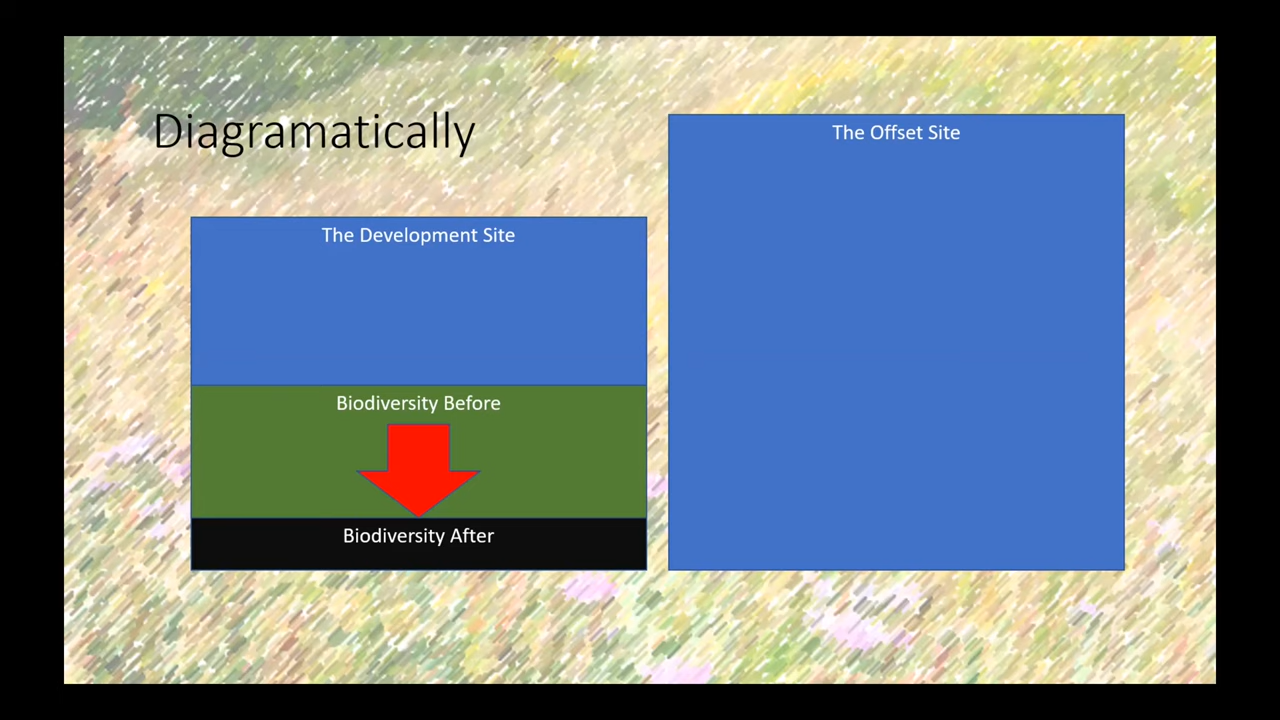 Diagramatically
The Offset Site
The Development Site
Biodiversity Before
Biodiversity After